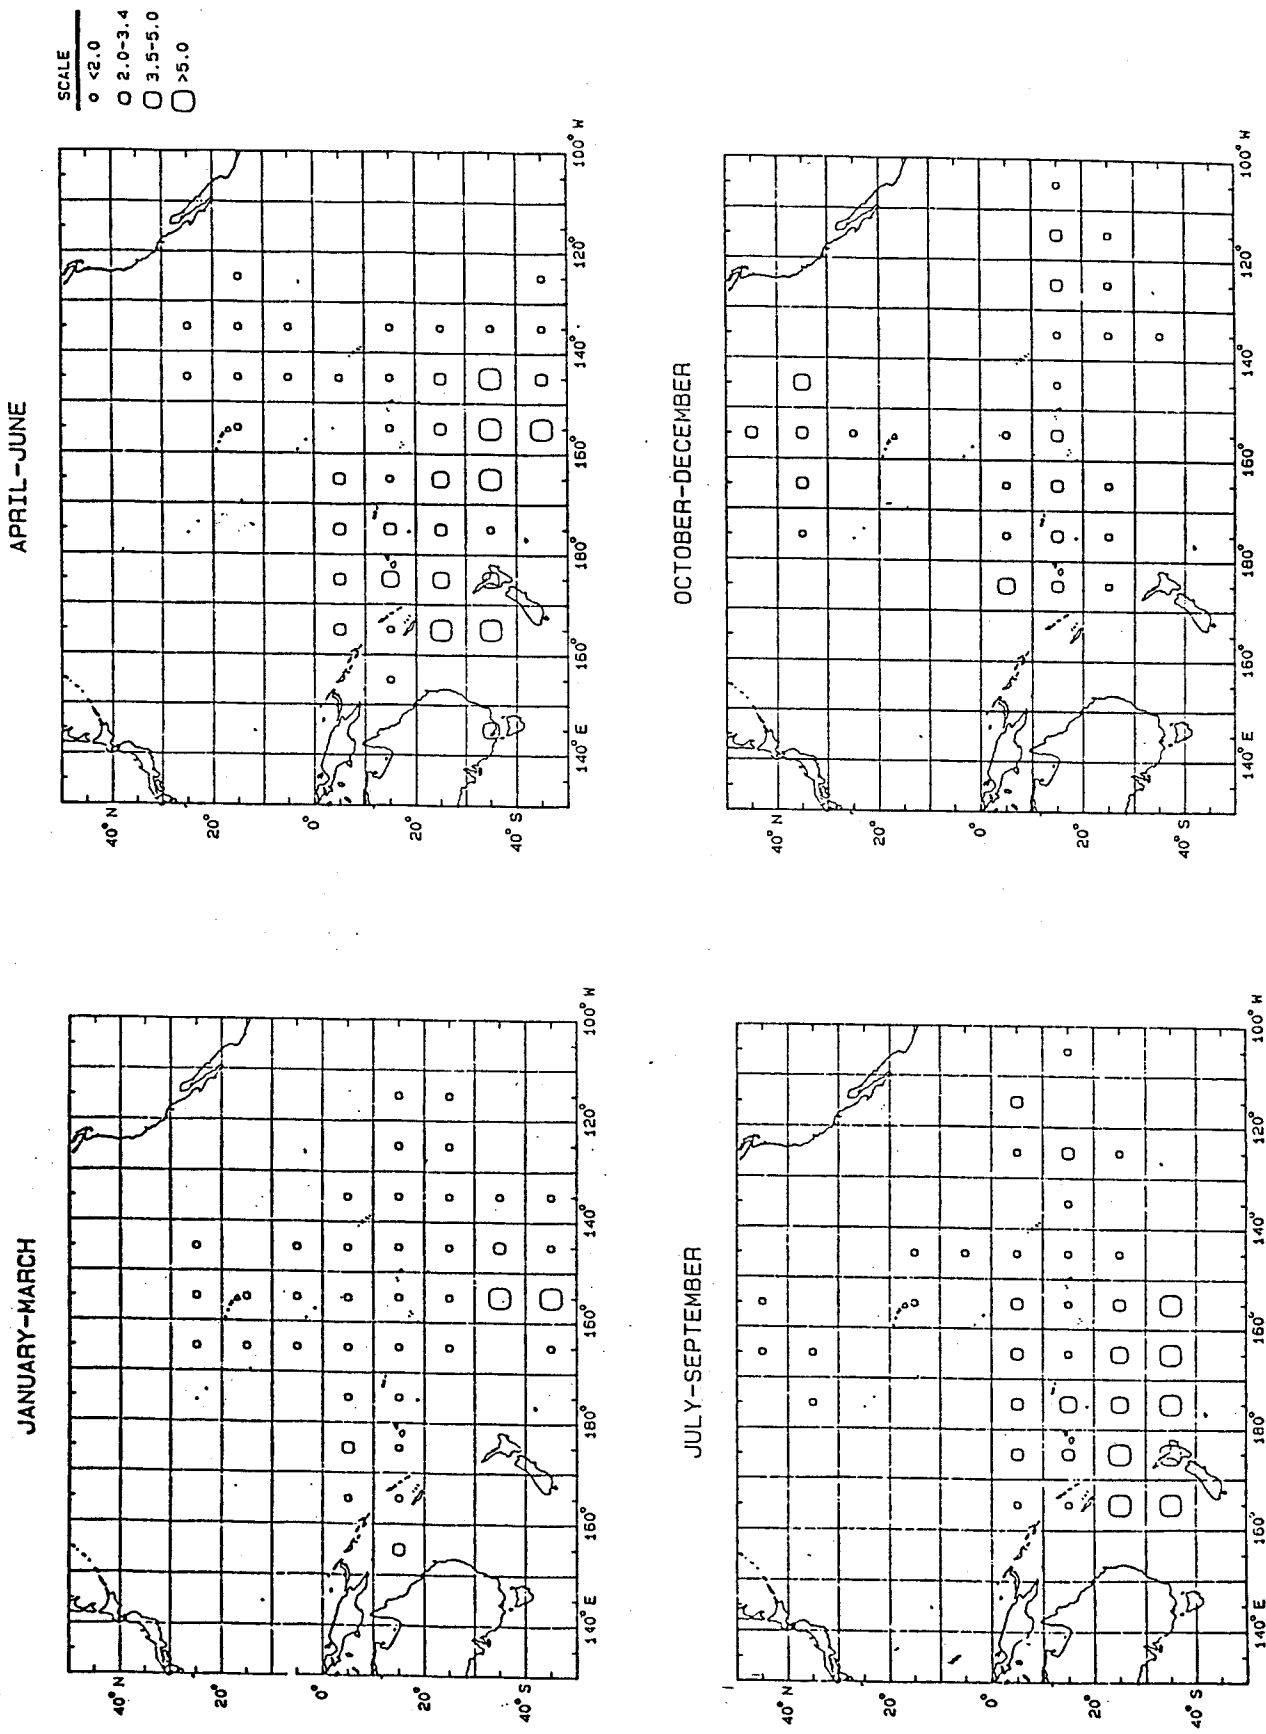 JANUARY-MARCH
40° N
20°
0°
20°
40° S
140° E
160°
180°
160°
140°
120°
100° W
APRIL-JUNE
40° N
20°
0°
20°
40° S
140° E
160°
180°
160°
140°
120°
100° W
SCALE
<2.0
2.0-3.4
3.5-5.0
>5.0
JULY-SEPTEMBER
40° N
20°
0°
20°
40° S
140° E
160°
180°
160°
140°
120°
100° W
OCTOBER-DECEMBER
40° N
20°
0°
20°
40° S
140° E
160°
180°
160°
140°
120°
100° W